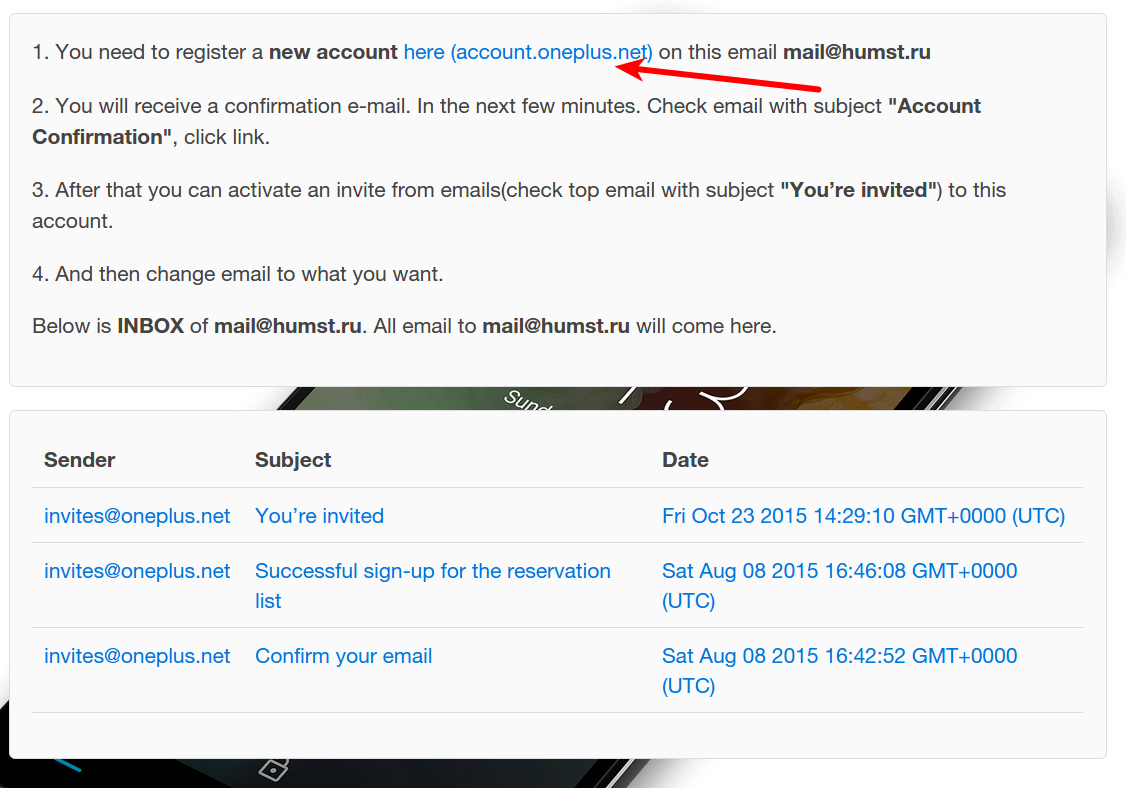 1. You need to register a new account here (account.oneplus.net) on this email mail@humst.ru
2. You will receive a confirmation e-mail. In the next few minutes. Check email with subject "Account
Confirmation", click link.
3. After that you can activate an invite from emails(check top email with subject "You’re invited") to this
account.
4. And then change email to what you want.
Below is INBOX of mail@humst.ru. All email to mail@humst.ru will come here.
Sender Subject Date
invites@oneplus.net You’re invited Fri Oct 23 2015 14:29:10 GMT+0000 (UTC)
invites@oneplus.net Successful sign-up for the reservation Sat Aug 08 2015 16:46:08 GMT+0000
list (UTC)
invites@oneplus.net Confirm your email Sat Aug 08 2015 16:42:52 GMT+0000
(UTC)